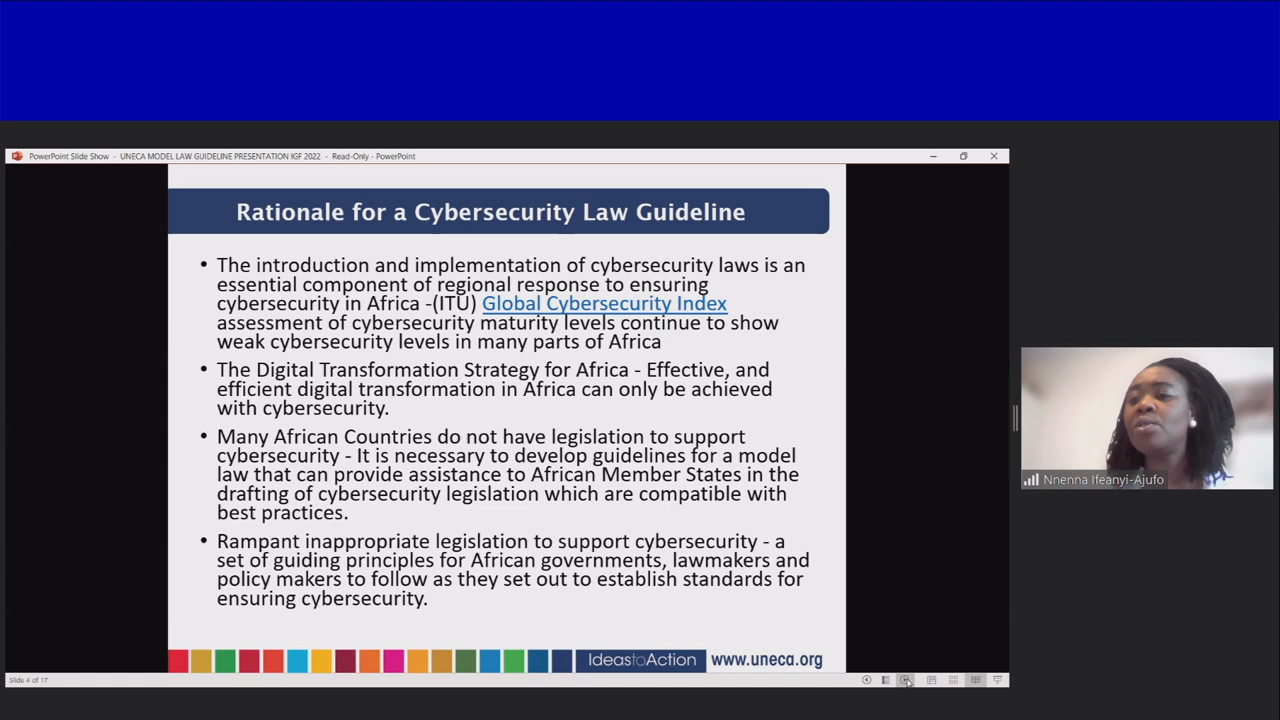 PowerPoint Slide Show - UNECA MODEL LAW GUIDELINE PRESENTATION IGF 2022 - Read-Only - PowerPoint
Rationale for a Cybersecurity Law Guideline
• The introduction and implementation of cybersecurity laws is an
essential component of regional response to ensuring
cybersecurity in Africa -(ITU) Global Cybersecurity Index
assessment of cybersecurity maturity levels continue to show
weak cybersecurity levels in many parts of Africa
• The Digital Transformation Strategy for Africa - Effective, and
efficient digital transformation in Africa can only be achieved
with cybersecurity.
• Many African Countries do not have legislation to support
cybersecurity - It is necessary to develop guidelines for a model
law that can provide assistance to African Member States in the
drafting of cybersecurity legislation which are compatible with
best practices.
• Rampant inappropriate legislation to support cybersecurity - a
set of guiding principles for African governments, lawmakers and
policy makers to follow as they set out to establish standards for
ensuring cybersecurity.
IdeastoAction www.uneca.org
Slide 4 of 17
Nnenna Ifeanyi-Ajufo